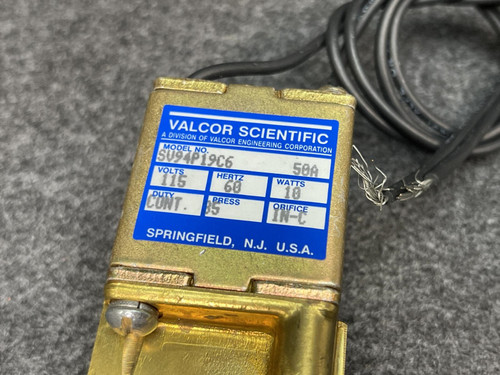 VALCOR SCIENTIFIC
A DIVISION OF VALCOR ENGINEERING CORPORATION
MODEL NO.
SV94P19C6 50A
VOLTS HERTZ WATTS
115 60 10
DUTY PRESS ORIFICE
CONT. 35 IN-C
SPRINGFIELD, N.J. U.S.A.